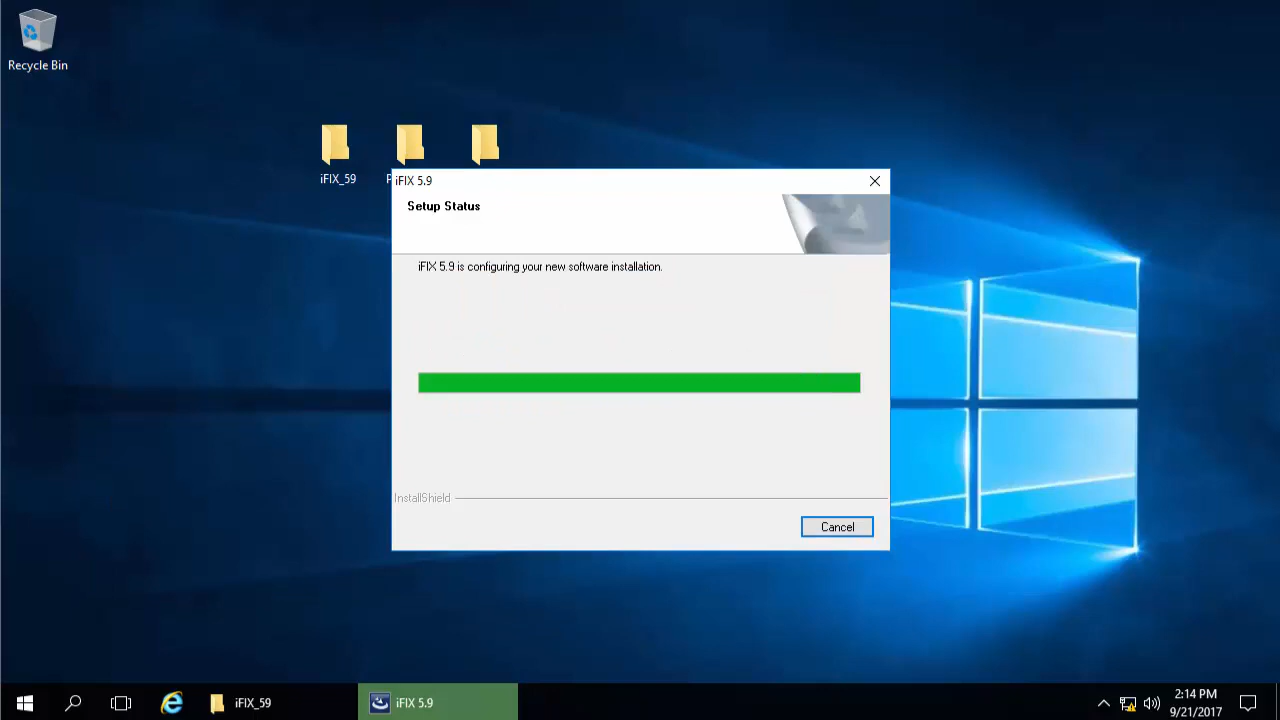 Recycle Bin
iFIX_59
iFIX 5.9
Setup Status
iFIX 5.9 is configuring your new software installation.
InstallShield
Cancel
iFIX_59
iFIX 5.9
2:14 PM
9/21/2017